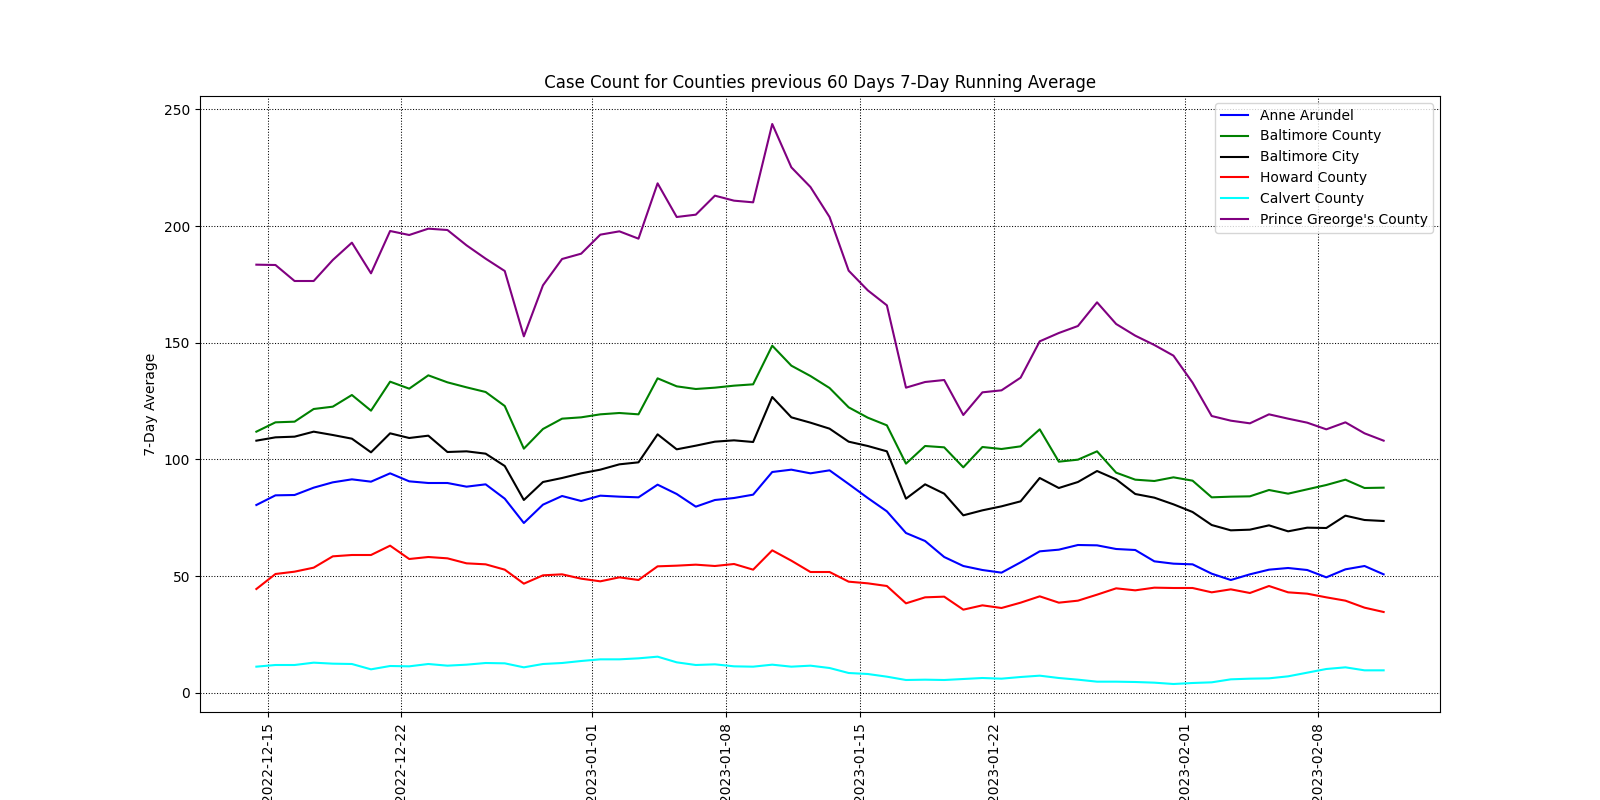 Case Count for Counties previous 60 Days 7-Day Running Average
250
200
150
100
50
0
7-Day Average
Anne Arundel
Baltimore County
Baltimore City
Howard County
Calvert County
Prince Greorge's County
2022-12-15
2022-12-22
2023-01-01
2023-01-08
2023-01-15
2023-01-22
2023-02-01
2023-02-08